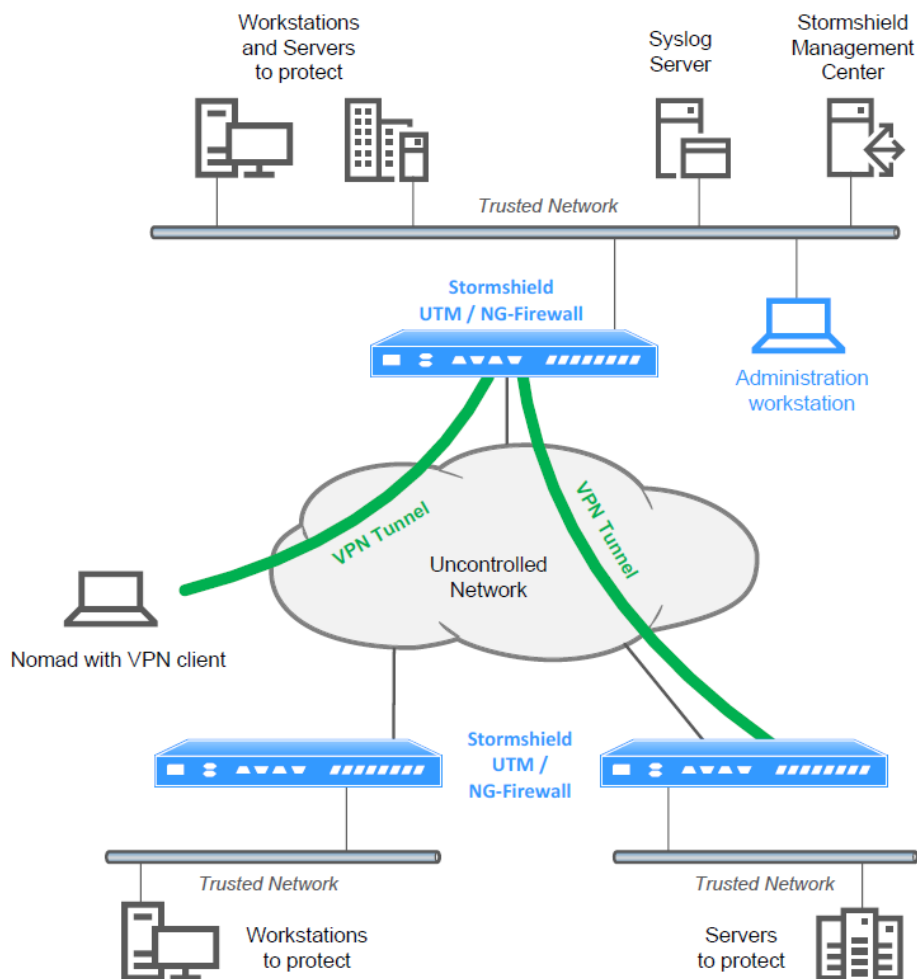 Workstations
and Servers
to protect
Syslog
Server
Stormshield
Management
Center
Trusted Network
Stormshield
UTM / NG-Firewall
Administration
workstation
VPN Tunnel
VPN Tunnel
Uncontrolled
Network
Nomad with VPN client
Stormshield
UTM /
NG-Firewall
Trusted Network
Trusted Network
Workstations
to protect
Servers
to protect